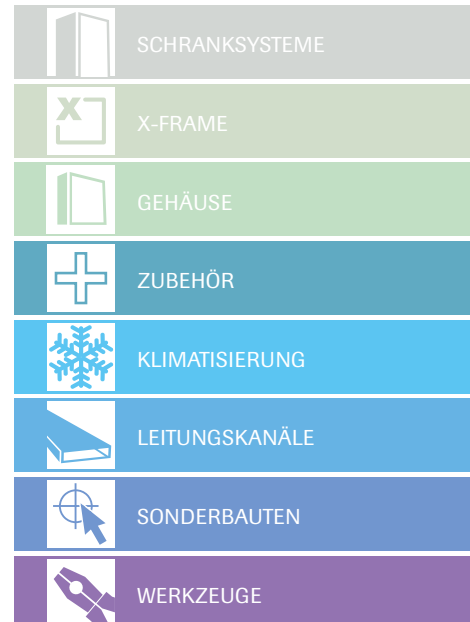 SCHRANKSYSTEME
X-FRAME
GEHÄUSE
ZUBEHÖR
KLIMATISIERUNG
LEITUNGSKANÄLE
SONDERBAUTEN
WERKZEUGE